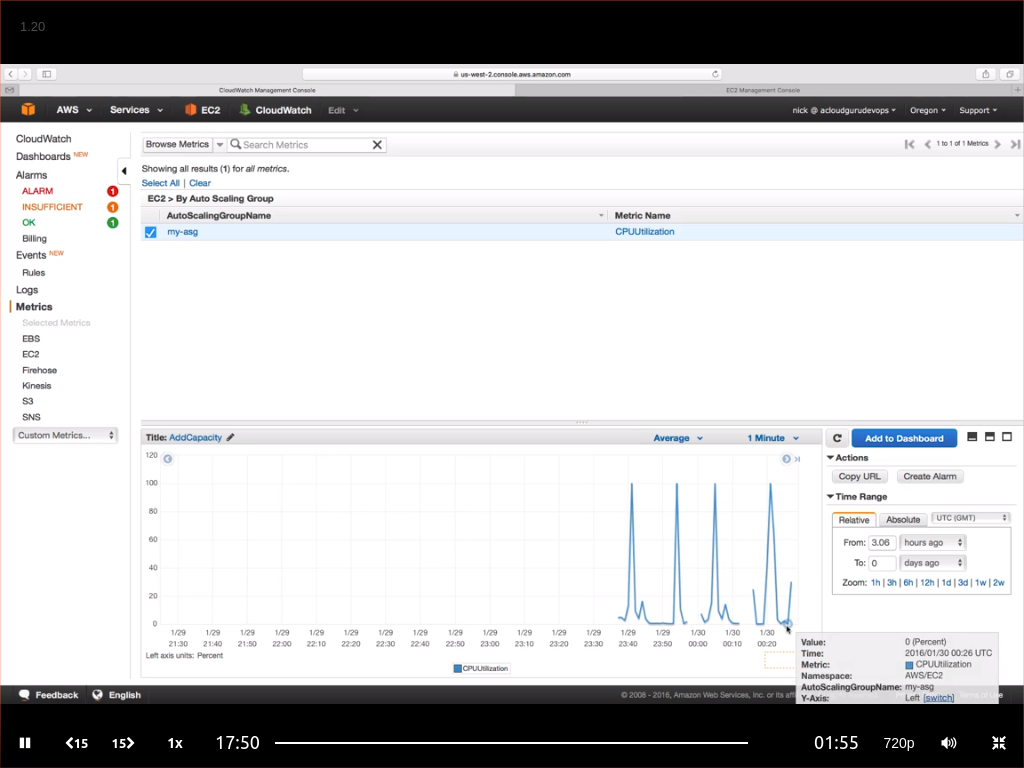 1.20
us-west-2.console.aws.amazon.com
CloudWatch Management Console
EC2 Management Console
AWS Services EC2 CloudWatch Edit nick @ acloudgurudevops Oregon Support
CloudWatch
Dashboards NEW
Alarms
ALARM 1
INSUFFICIENT 1
OK 1
Billing
Events NEW
Rules
Logs
Metrics
Selected Metrics
EBS
EC2
Firehose
Kinesis
S3
SNS
Custom Metrics...
Browse Metrics Search Metrics X
1 to 1 of 1 Metrics
Showing all results (1) for all metrics.
Select All | Clear
EC2 > By Auto Scaling Group
AutoScalingGroupName Metric Name
my-asg CPUUtilization
Title: AddCapacity Average 1 Minute
120
100
80
60
40
20
0
1/29 1/29 1/29 1/29 1/29 1/29 1/29 1/29 1/29 1/29 1/29 1/29 1/29 1/29 1/29 1/30 1/30 1/30
21:30 21:40 21:50 22:00 22:10 22:20 22:30 22:40 22:50 23:00 23:10 23:20 23:30 23:40 23:50 00:00 00:10 00:20
Left axis units: Percent
CPUUtilization
Add to Dashboard
Actions
Copy URL Create Alarm
Time Range
Relative Absolute UTC (GMT)
From: 3.06 hours ago
To: 0 days ago
Zoom: 1h | 3h | 6h | 12h | 1d | 3d | 1w | 2w
Value: 0 (Percent)
Time: 2016/01/30 00:26 UTC
Metric: CPUUtilization
Namespace: AWS/EC2
AutoScalingGroupName: my-asg
Y-Axis: Left [switch]
Feedback English
© 2008 - 2016, Amazon Web Services, Inc. or its
15 15 1x 17:50 01:55 720p